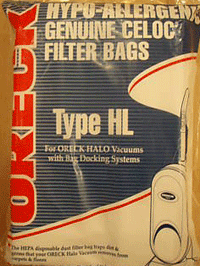 HYPO-ALLERGEN
GENUINE CELOC
FILTER BAGS
ORECK
Type HL
For ORECK HALO Vacuums
with Bag Docking Systems
The HEPA disposable dust filter bag traps dirt &
germs that your ORECK Halo Vacuum removes from
carpets & floors